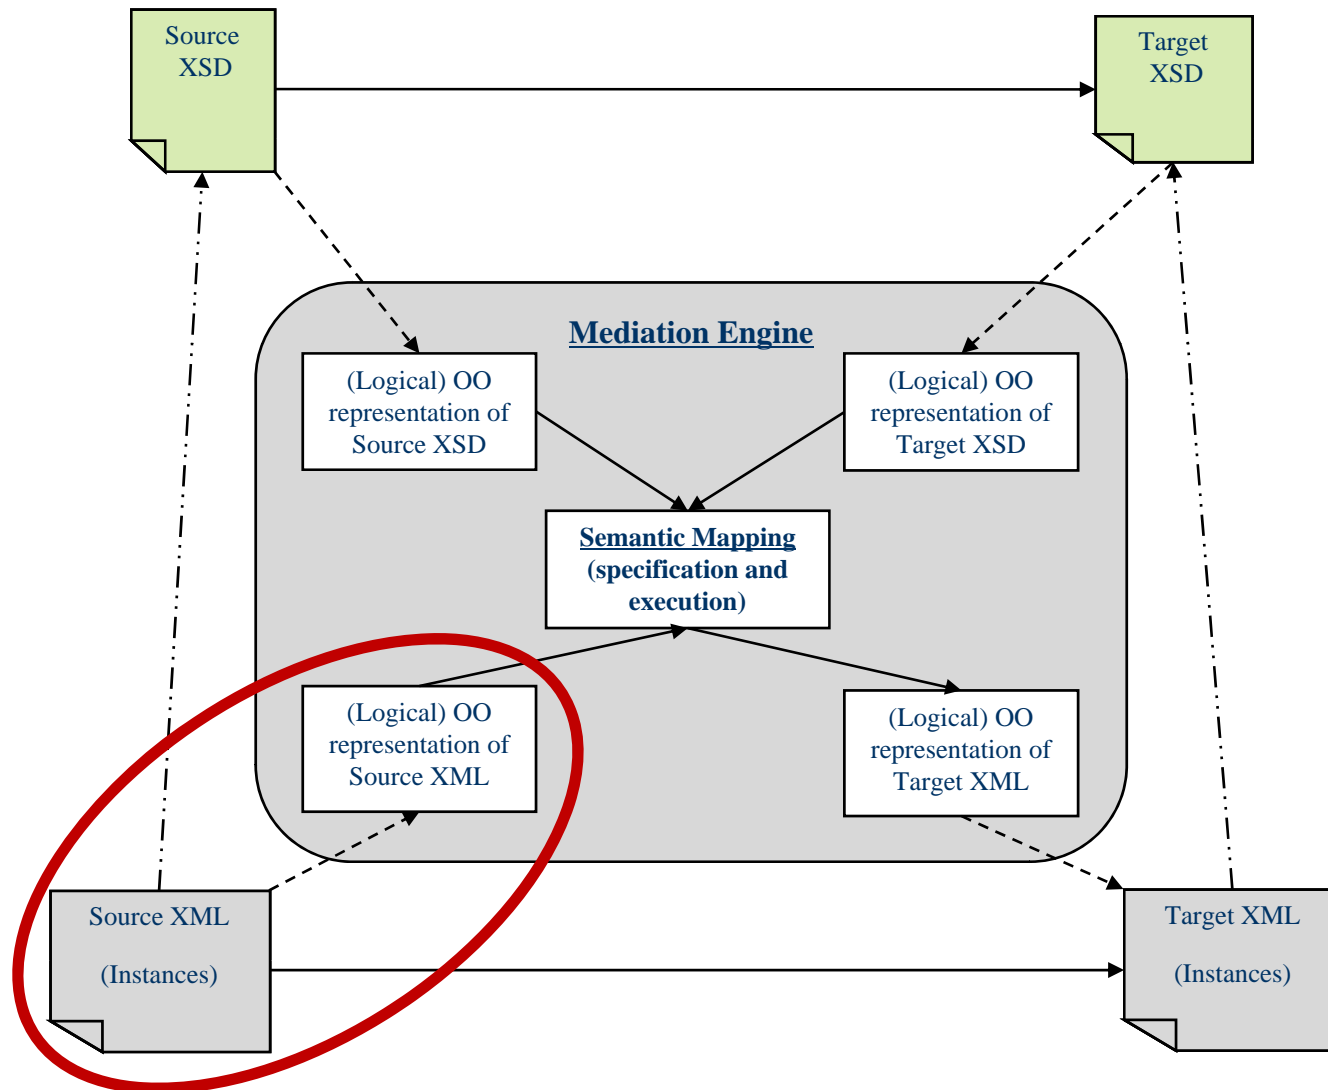 Source
XSD
Target
XSD
Mediation Engine
(Logical) OO
representation of
Source XSD
(Logical) OO
representation of
Target XSD
Semantic Mapping
(specification and
execution)
(Logical) OO
representation of
Source XML
(Logical) OO
representation of
Target XML
Source XML
(Instances)
Target XML
(Instances)